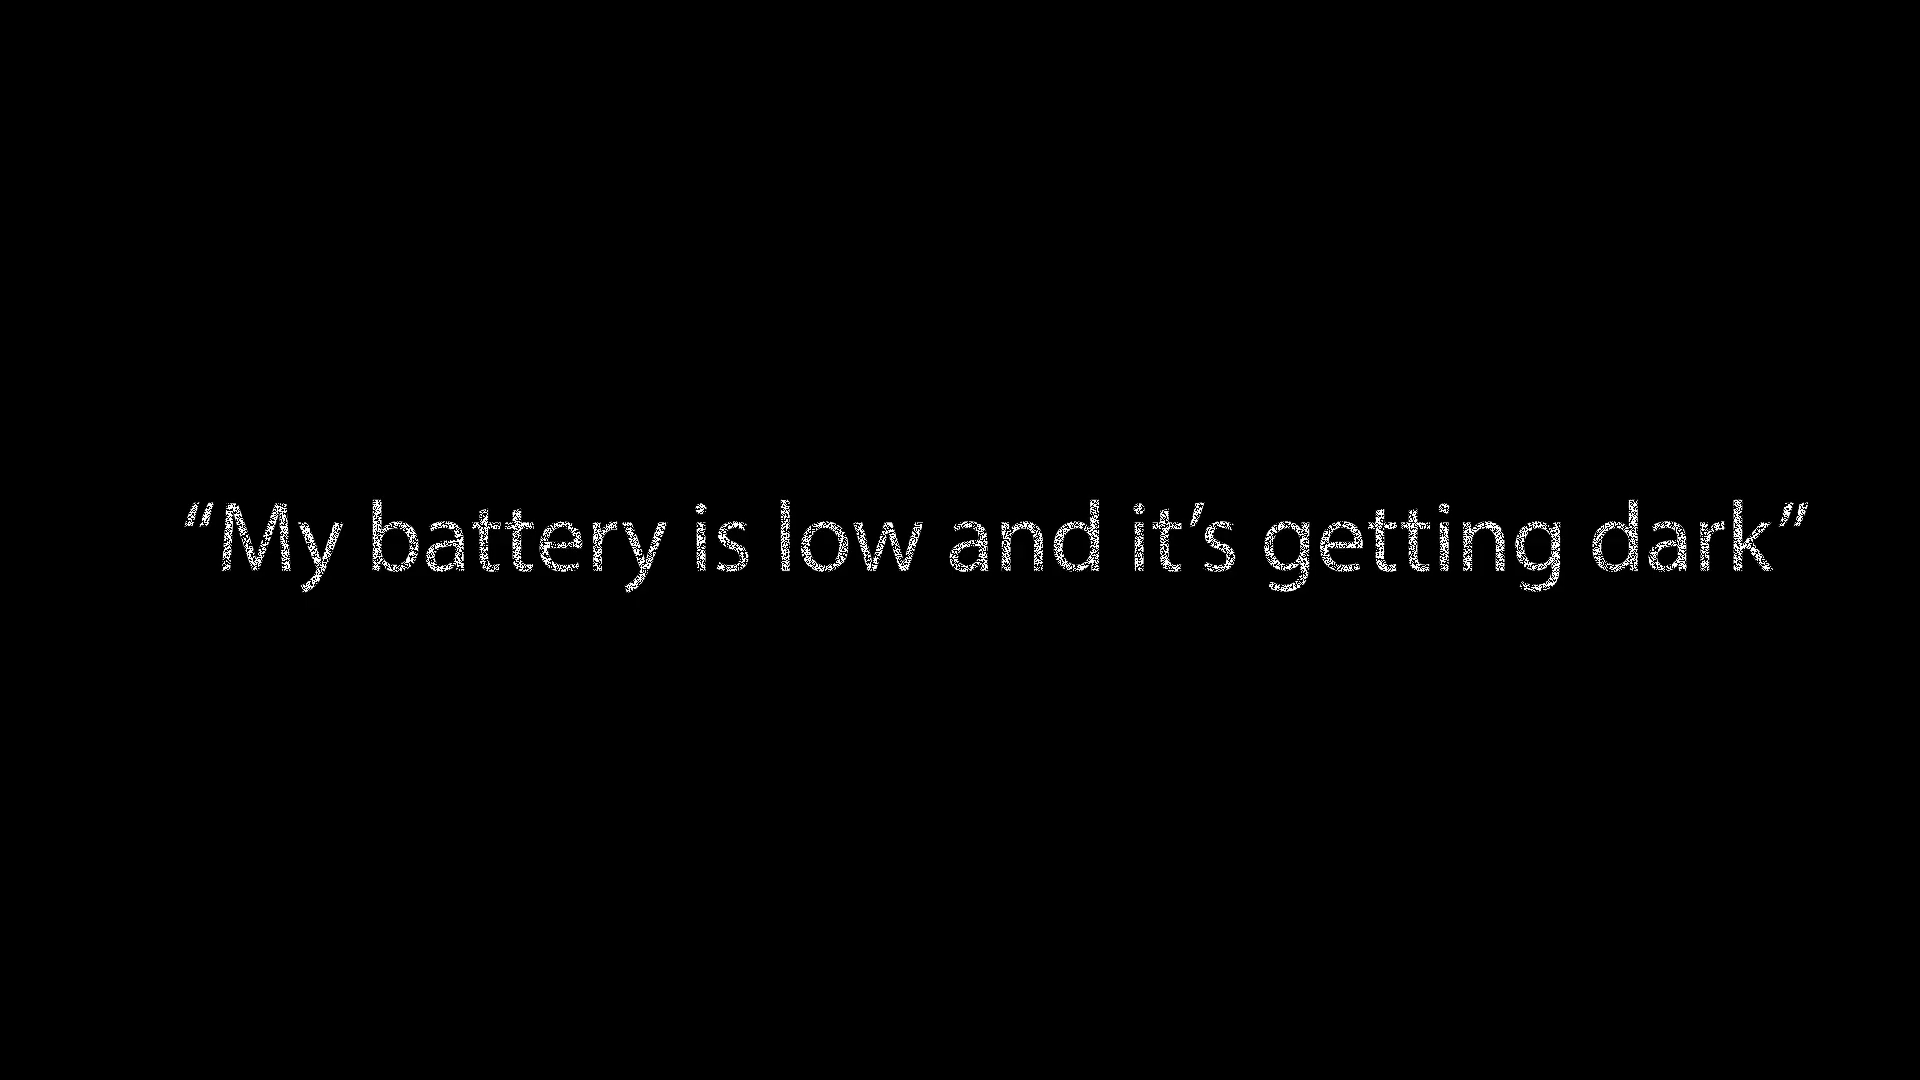 “My battery is low and it’s getting dark”